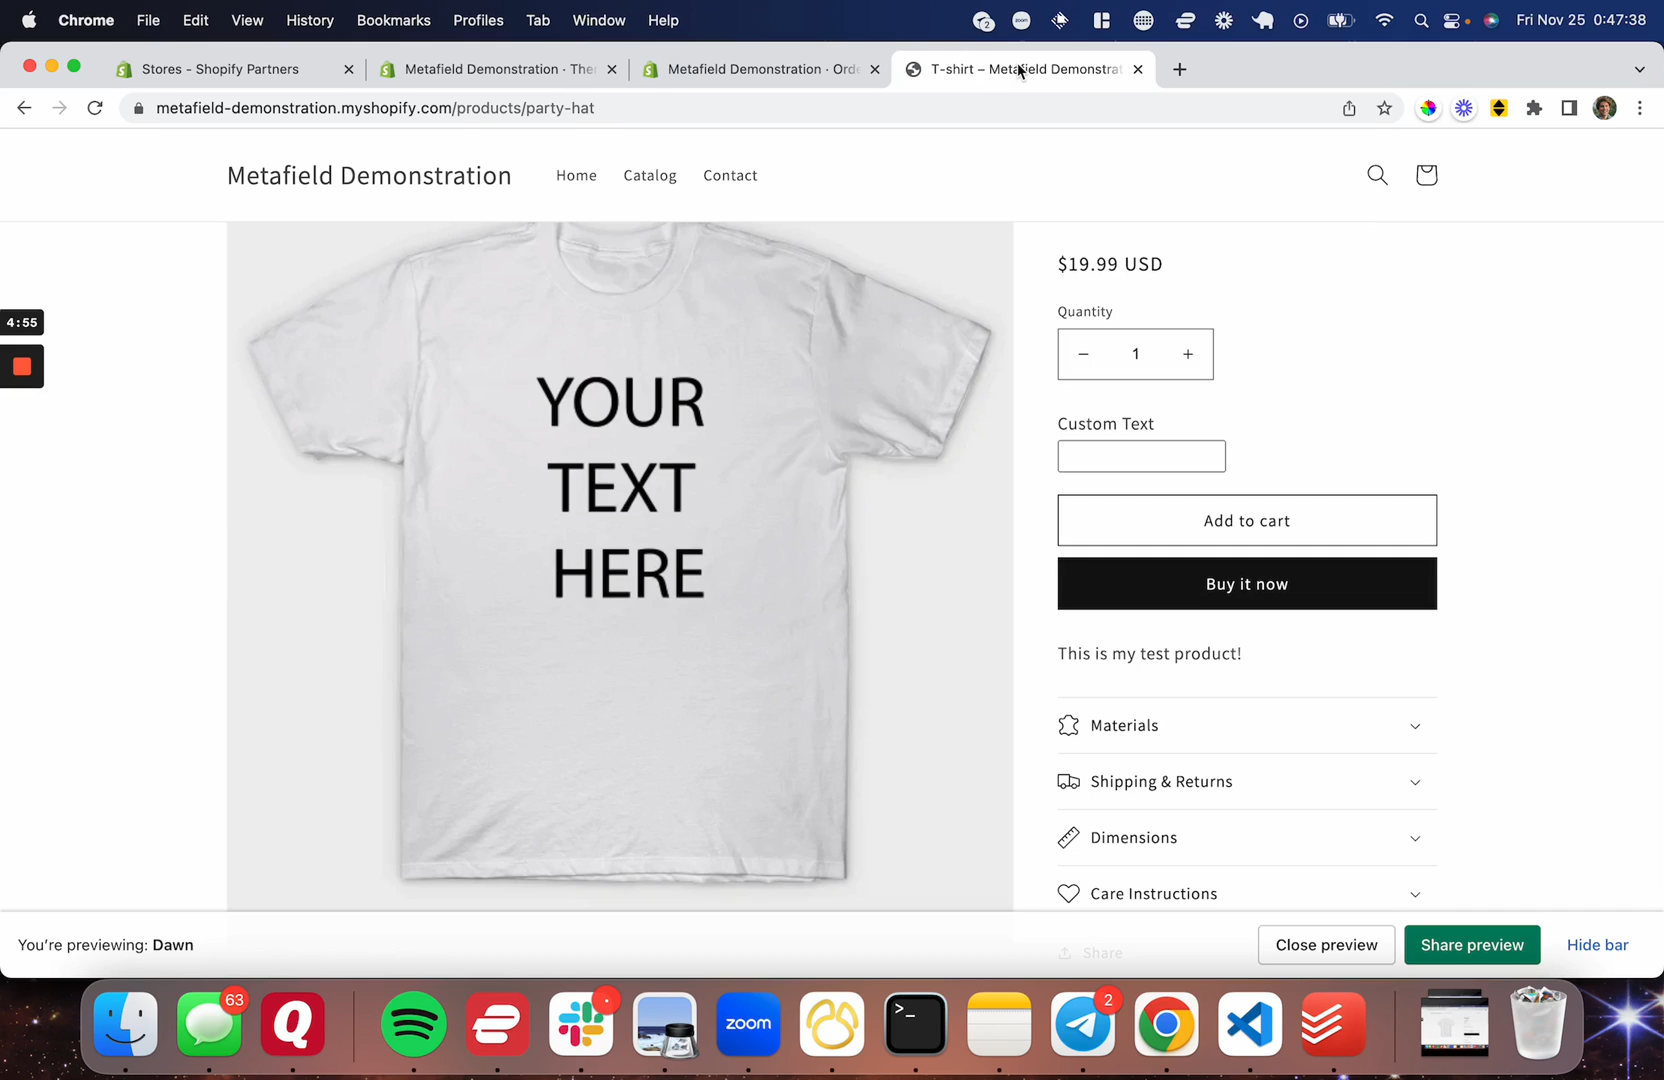 Chrome File Edit View History Bookmarks Profiles Tab Window Help
2 zoom Fri Nov 25 0:47:38
Stores - Shopify Partners
Metafield Demonstration · The
Metafield Demonstration · Orde
T-shirt – Metafield Demonstrat
metafield-demonstration.myshopify.com/products/party-hat
Metafield Demonstration
Home Catalog Contact
4:55
YOUR
TEXT
HERE
$19.99 USD
Quantity
− 1 +
Custom Text
Add to cart
Buy it now
This is my test product!
Materials
Shipping & Returns
Dimensions
Care Instructions
Share
You're previewing: Dawn
Close preview
Share preview
Hide bar
63
zoom
>_
2